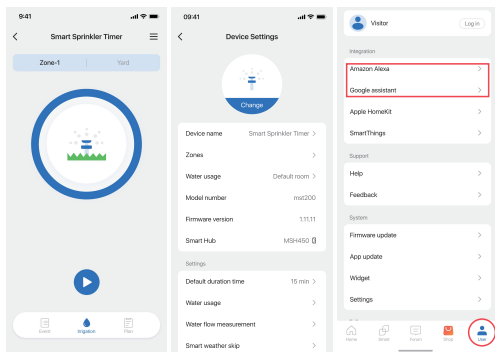 9:41
Smart Sprinkler Timer
Zone-1
Yard
Event
Irrigation
Plan
09:41
Device Settings
Change
Device name
Smart Sprinkler Timer
Zones
Water usage
Default room
Model number
mst200
Firmware version
1.11.11
Smart Hub
MSH450
Settings
Default duration time
15 min
Water usage
Water flow measurement
Smart weather skip
Visitor
Log in
Integration
Amazon Alexa
Google assistant
Apple HomeKit
SmartThings
Support
Help
Feedback
System
Firmware update
App update
Widget
Settings
Home
Smart
Shop
User